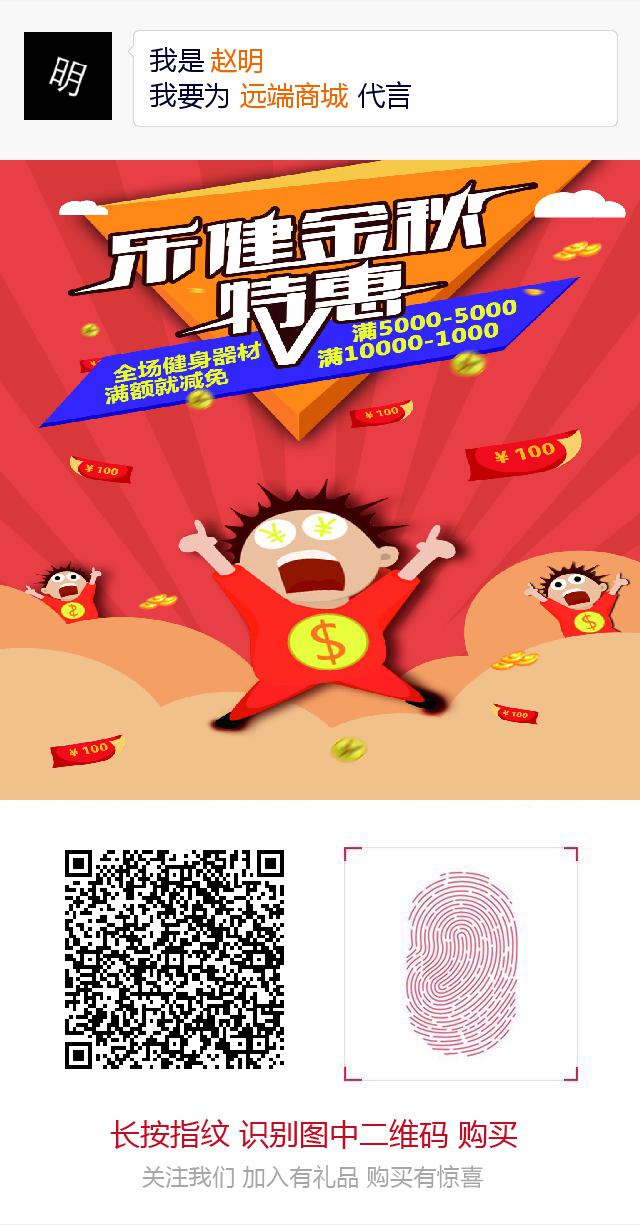 明
我是 赵明
我要为 远端商城 代言
乐健金秋
特惠
全场健身器材
满额就减免
满5000-5000
满10000-1000
¥ 100
¥ 100
¥ 100
¥ ¥
$
$
$
¥ 100
¥ 100
长按指纹 识别图中二维码 购买
关注我们 加入有礼品 购买有惊喜